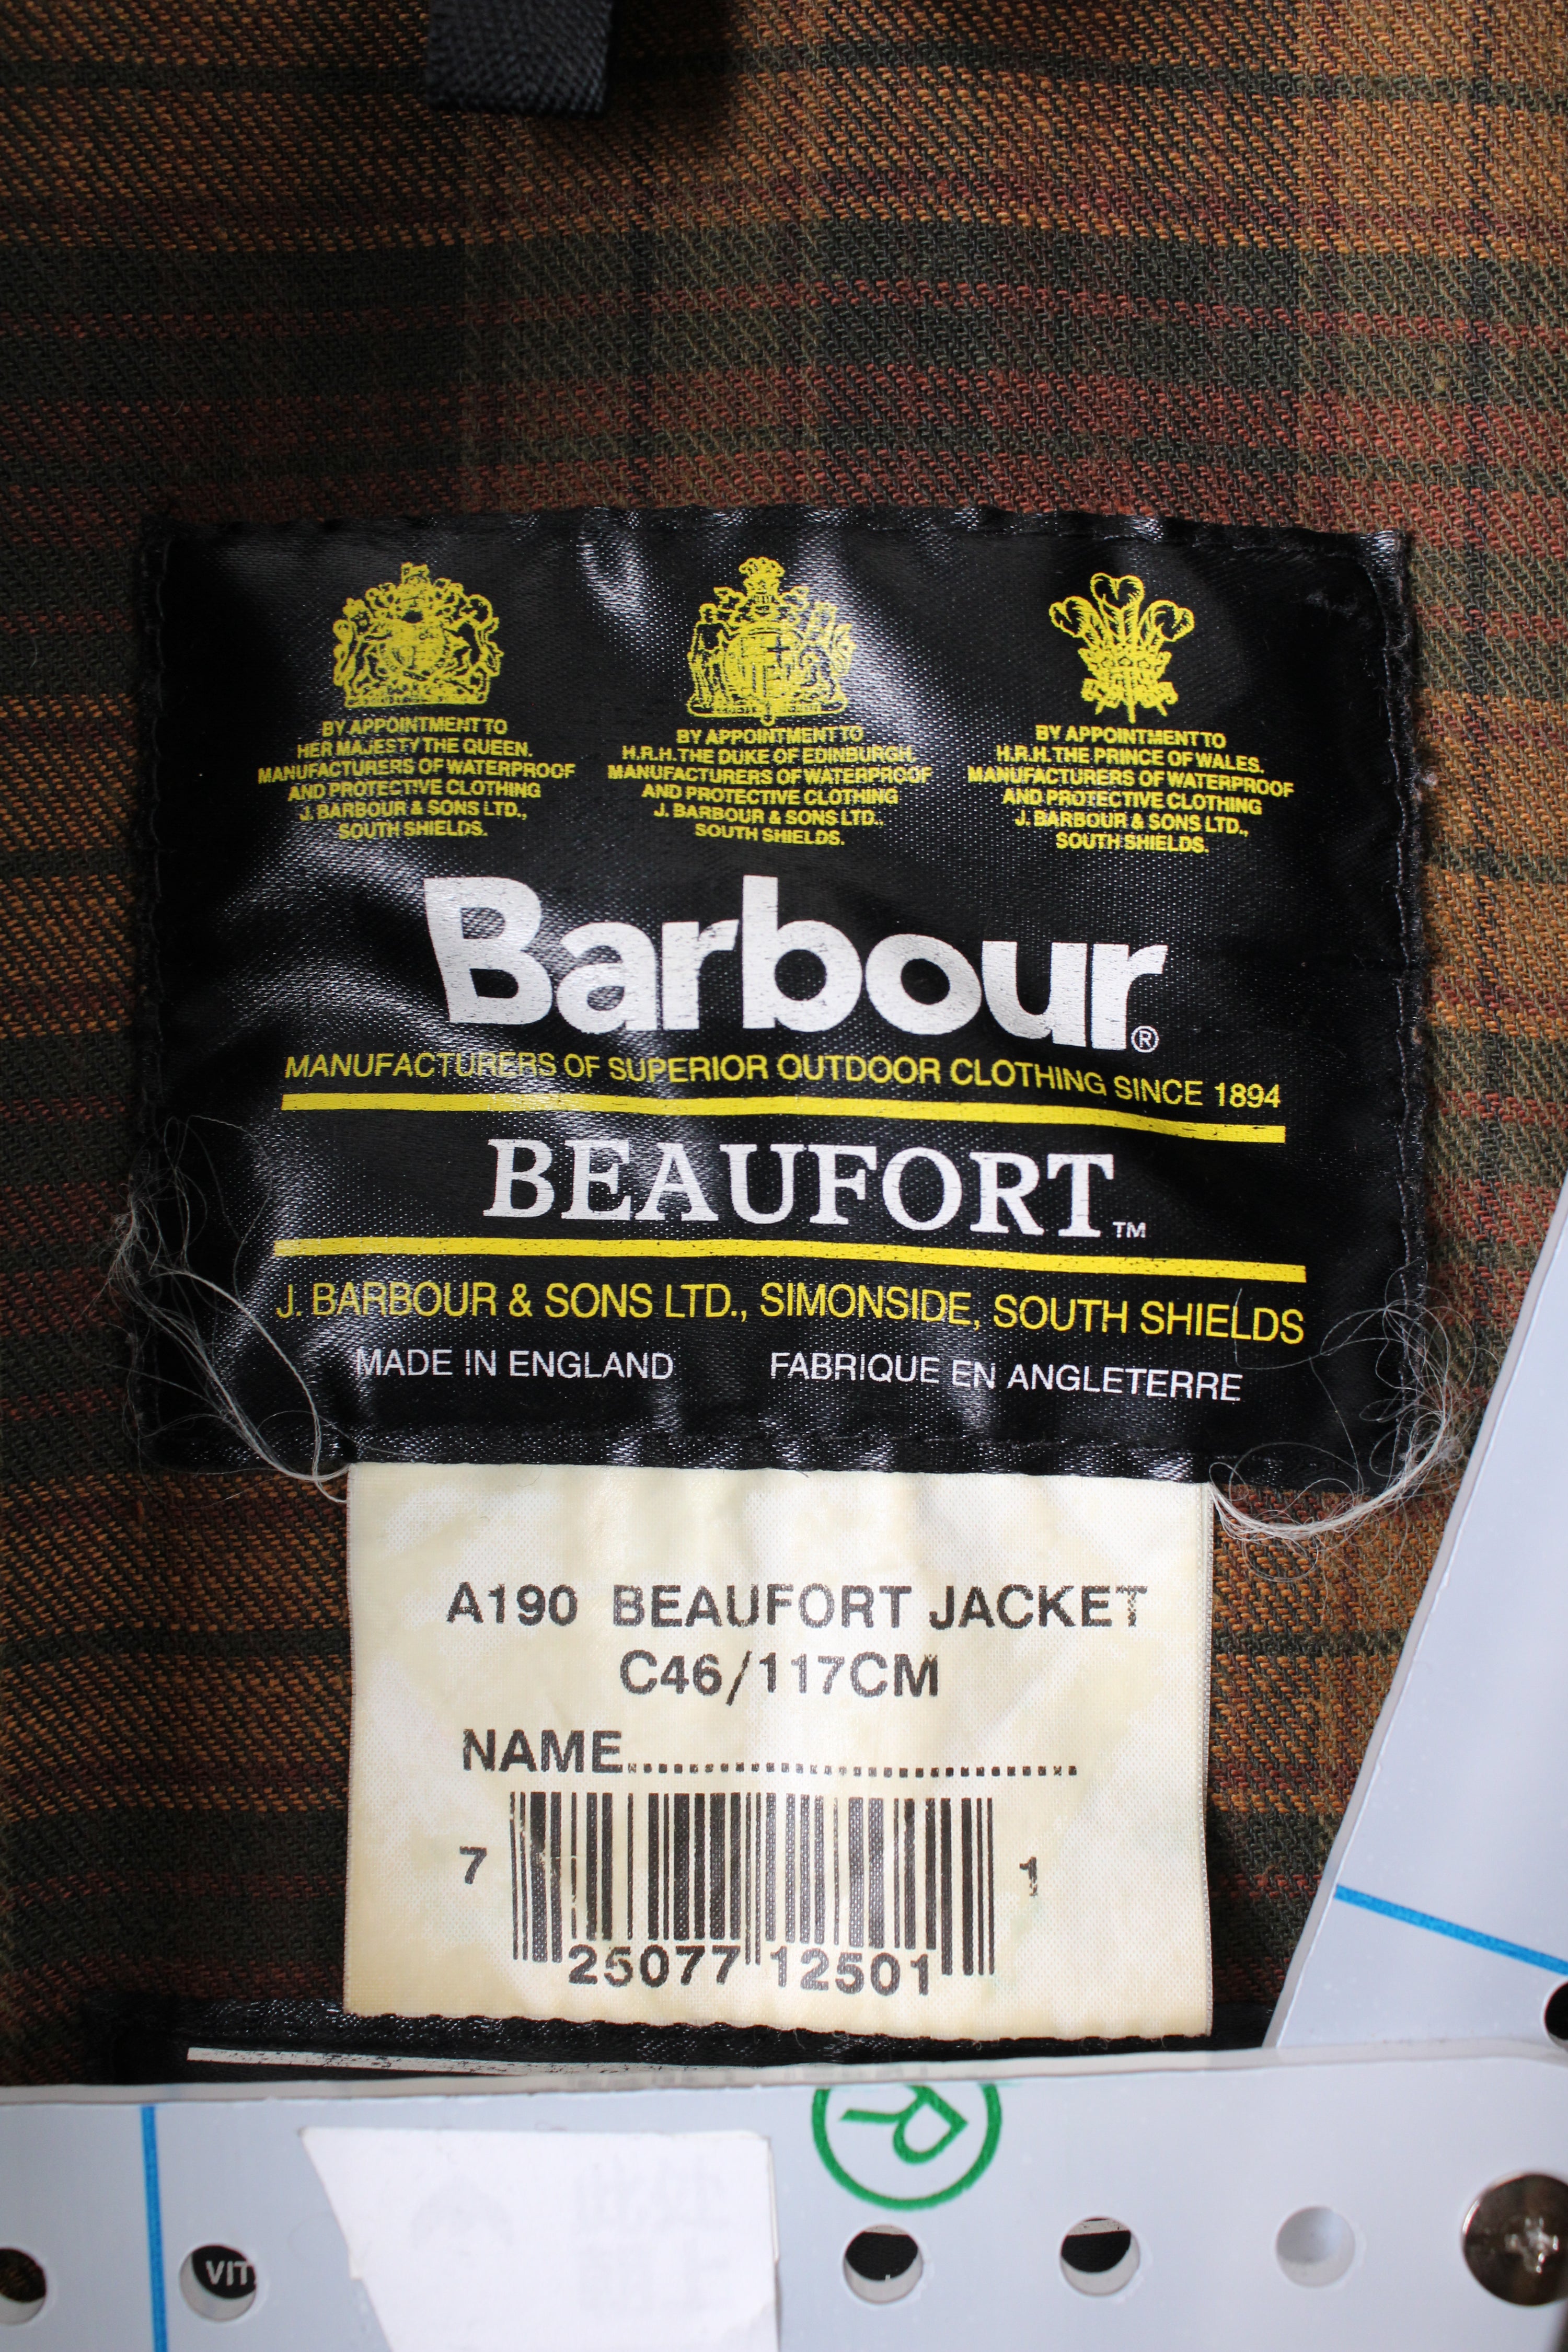 BY APPOINTMENT TO
HER MAJESTY THE QUEEN.
MANUFACTURERS OF WATERPROOF
AND PROTECTIVE CLOTHING
J. BARBOUR & SONS LTD.,
SOUTH SHIELDS.
BY APPOINTMENT TO
H.R.H. THE DUKE OF EDINBURGH.
MANUFACTURERS OF WATERPROOF
AND PROTECTIVE CLOTHING
J. BARBOUR & SONS LTD..
SOUTH SHIELDS.
BY APPOINTMENT TO
H.R.H. THE PRINCE OF WALES.
MANUFACTURERS OF WATERPROOF
AND PROTECTIVE CLOTHING
J. BARBOUR & SONS LTD.,
SOUTH SHIELDS.
Barbour®
MANUFACTURERS OF SUPERIOR OUTDOOR CLOTHING SINCE 1894
BEAUFORT™
J. BARBOUR & SONS LTD., SIMONSIDE, SOUTH SHIELDS
MADE IN ENGLAND FABRIQUE EN ANGLETERRE
A190 BEAUFORT JACKET
C46/117CM
NAME.......................................
7 25077 12501 1
R
VIT